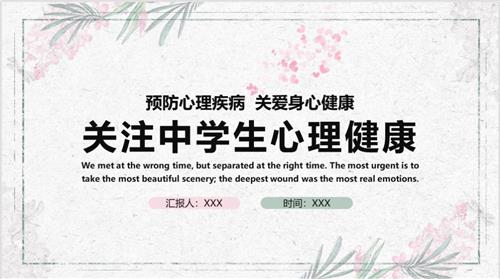 预防心理疾病 关爱身心健康
关注中学生心理健康
We met at the wrong time, but separated at the right time. The most urgent is to
take the most beautiful scenery; the deepest wound was the most real emotions.
汇报人：XXX 时间：XXX